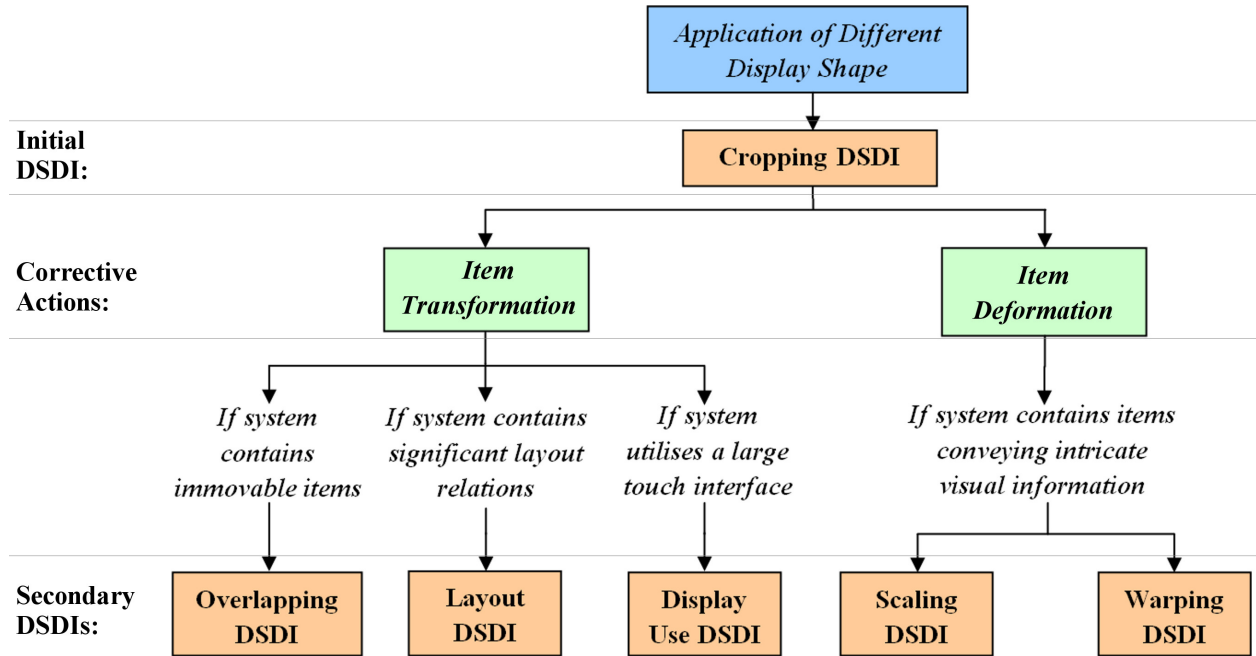 Application of Different
Display Shape
Initial
DSDI:
Cropping DSDI
Corrective
Actions:
Item
Transformation
Item
Deformation
If system
contains
immovable items
If system contains
significant layout
relations
If system
utilises a large
touch interface
If system contains items
conveying intricate
visual information
Secondary
DSDIs:
Overlapping
DSDI
Layout
DSDI
Display
Use DSDI
Scaling
DSDI
Warping
DSDI